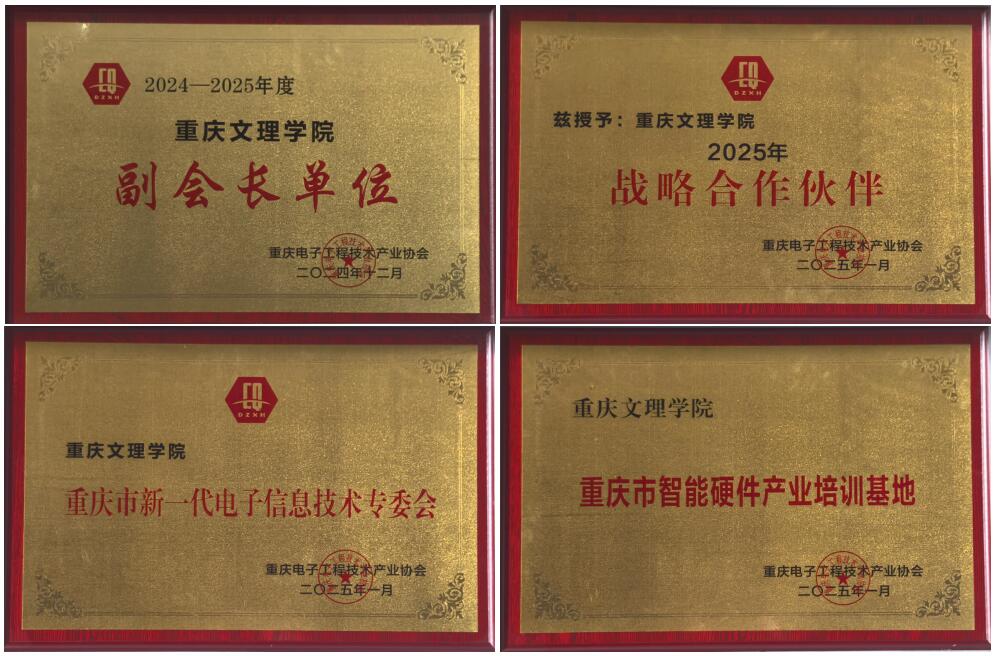 CQ
DZXH
2024—2025年度
重庆文理学院
副会长单位
重庆电子工程技术产业协会
二〇二四年十二月
CQ
DZXH
兹授予：重庆文理学院
2025年
战略合作伙伴
重庆电子工程技术产业协会
二〇二五年一月
CQ
DZXH
重庆文理学院
重庆市新一代电子信息技术专委会
重庆电子工程技术产业协会
二〇二五年一月
重庆文理学院
重庆市智能硬件产业培训基地
重庆电子工程技术产业协会
二〇二五年一月